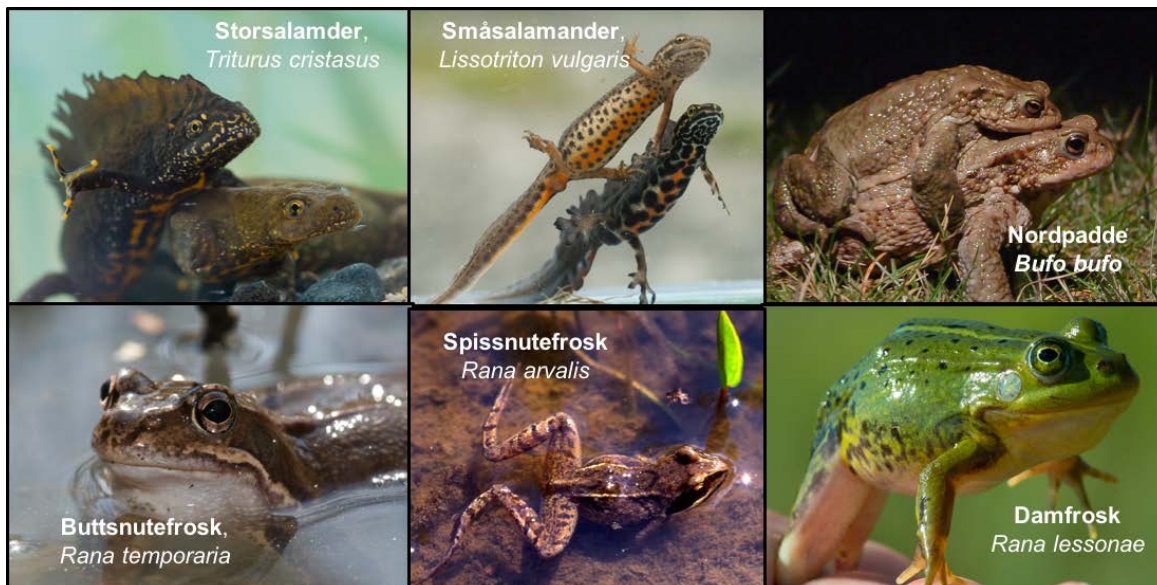 Storsalamder,
Triturus cristasus
Småsalamander,
Lissotriton vulgaris
Nordpadde
Bufo bufo
Buttsnutefrosk,
Rana temporaria
Spissnutefrosk
Rana arvalis
Damfrosk
Rana lessonae